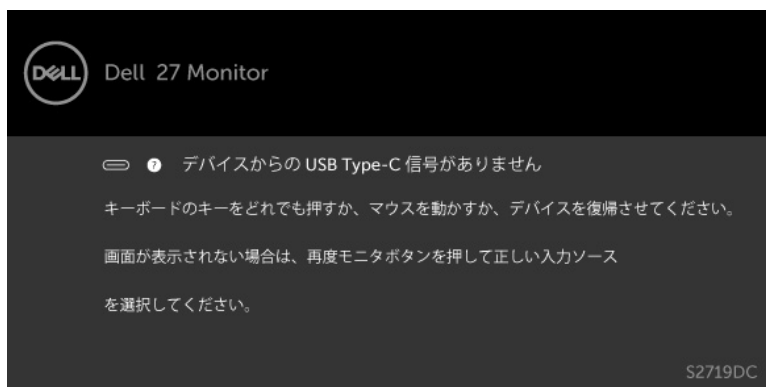 DELL
Dell 27 Monitor
? デバイスからの USB Type-C 信号がありません
キーボードのキーをどれでも押すか、マウスを動かすか、デバイスを復帰させてください。
画面が表示されない場合は、再度モニタボタンを押して正しい入力ソース
を選択してください。
S2719DC